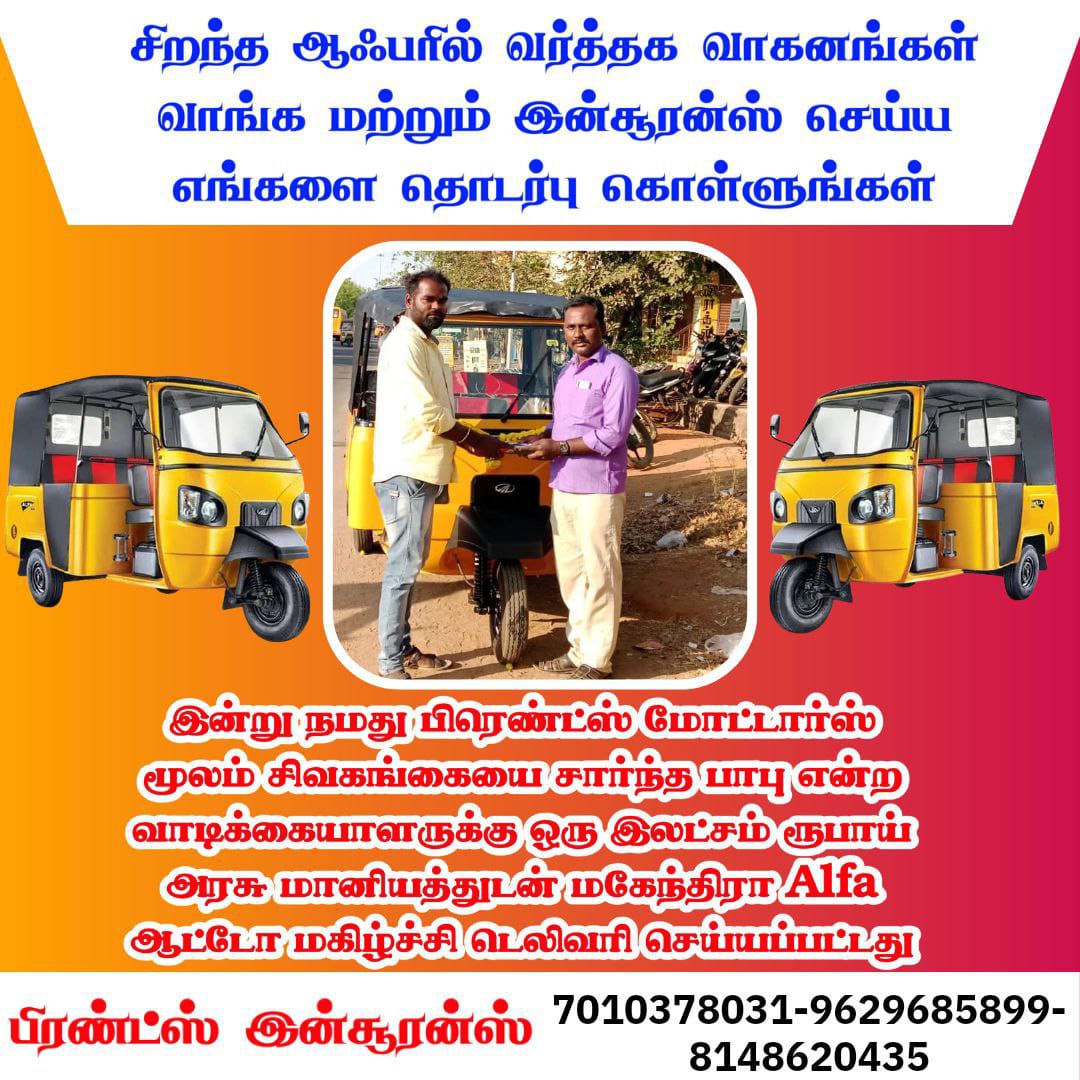 சிறந்த ஆஃபரில் வர்த்தக வாகனங்கள்
வாங்க மற்றும் இன்சூரன்ஸ் செய்ய
எங்களை தொடர்பு கொள்ளுங்கள்
இன்று நமது பிரெண்ட்ஸ் மோட்டார்ஸ்
மூலம் சிவகங்கையை சார்ந்த பாபு என்ற
வாடிக்கையாளருக்கு ஒரு இலட்சம் ரூபாய்
அரசு மானியத்துடன் மகேந்திரா Alfa
ஆட்டோ மகிழ்ச்சி டெலிவரி செய்யப்பட்டது
பிரண்ட்ஸ் இன்சூரன்ஸ்
7010378031-9629685899-
8148620435